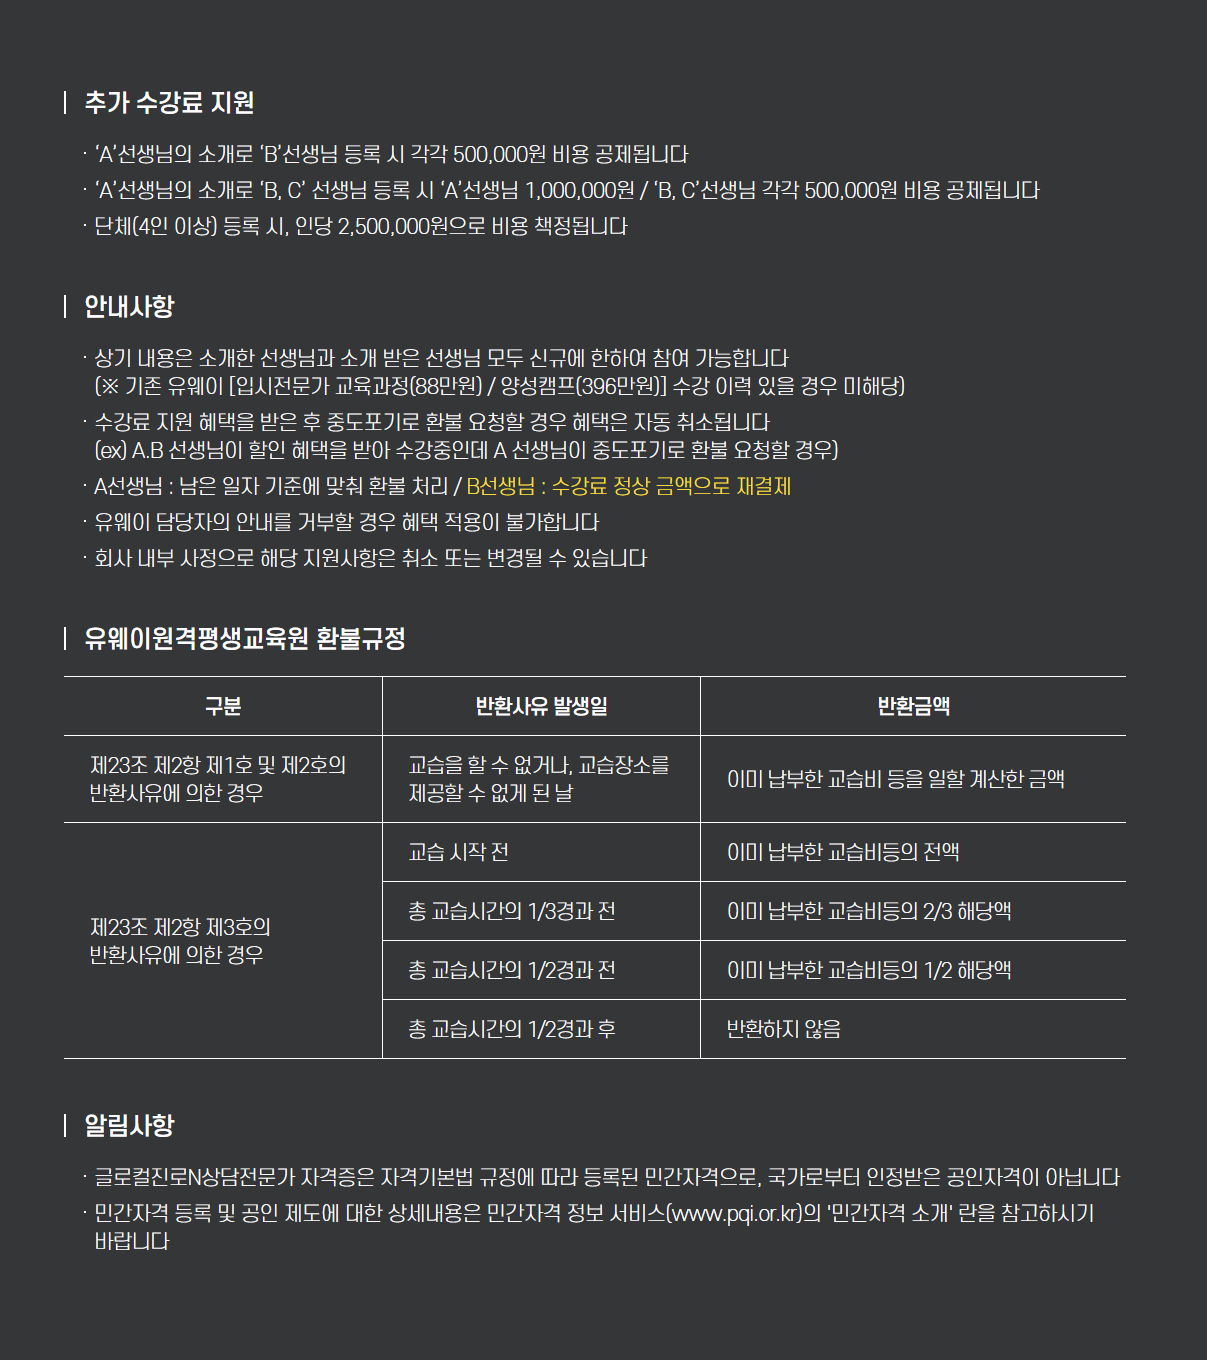 추가 수강료 지원
· ‘A’선생님의 소개로 ‘B’선생님 등록 시 각각 500,000원 비용 공제됩니다
· ‘A’선생님의 소개로 ‘B, C’ 선생님 등록 시 ‘A’선생님 1,000,000원 / ‘B, C’선생님 각각 500,000원 비용 공제됩니다
· 단체(4인 이상) 등록 시, 인당 2,500,000원으로 비용 책정됩니다
안내사항
· 상기 내용은 소개한 선생님과 소개 받은 선생님 모두 신규에 한하여 참여 가능합니다
(※ 기존 유웨이 [입시전문가 교육과정(88만원) / 양성캠프(396만원)] 수강 이력 있을 경우 미해당)
· 수강료 지원 혜택을 받은 후 중도포기로 환불 요청할 경우 혜택은 자동 취소됩니다
(ex) A.B 선생님이 할인 혜택을 받아 수강중인데 A 선생님이 중도포기로 환불 요청할 경우)
· A선생님 : 남은 일자 기준에 맞춰 환불 처리 / B선생님 : 수강료 정상 금액으로 재결제
· 유웨이 담당자의 안내를 거부할 경우 혜택 적용이 불가합니다
· 회사 내부 사정으로 해당 지원사항은 취소 또는 변경될 수 있습니다
유웨이원격평생교육원 환불규정
구분 반환사유 발생일 반환금액
제23조 제2항 제1호 및 제2호의
반환사유에 의한 경우
교습을 할 수 없거나, 교습장소를
제공할 수 없게 된 날
이미 납부한 교습비 등을 일할 계산한 금액
제23조 제2항 제3호의
반환사유에 의한 경우
교습 시작 전 이미 납부한 교습비등의 전액
총 교습시간의 1/3경과 전 이미 납부한 교습비등의 2/3 해당액
총 교습시간의 1/2경과 전 이미 납부한 교습비등의 1/2 해당액
총 교습시간의 1/2경과 후 반환하지 않음
알림사항
· 글로컬진로N상담전문가 자격증은 자격기본법 규정에 따라 등록된 민간자격으로, 국가로부터 인정받은 공인자격이 아닙니다
· 민간자격 등록 및 공인 제도에 대한 상세내용은 민간자격 정보 서비스(www.pqi.or.kr)의 '민간자격 소개' 란을 참고하시기
바랍니다